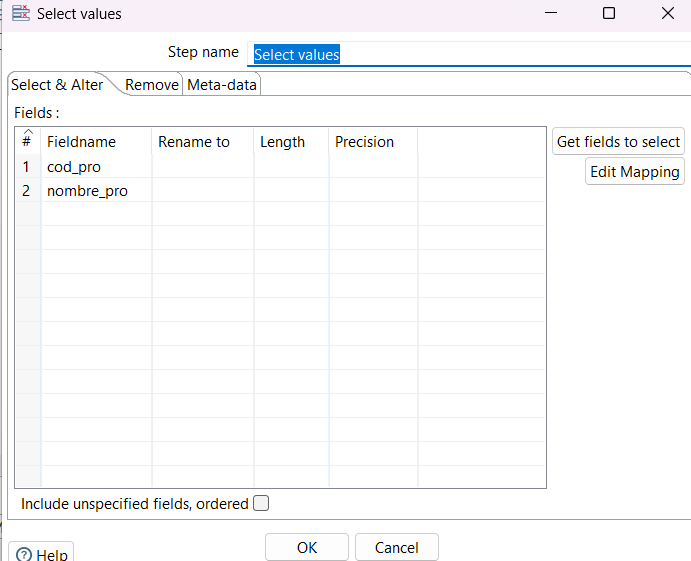 Select values
Step name Select values
Select & Alter Remove Meta-data
Fields :
# Fieldname Rename to Length Precision
Get fields to select
1 cod_pro
Edit Mapping
2 nombre_pro
Include unspecified fields, ordered
OK Cancel
Help